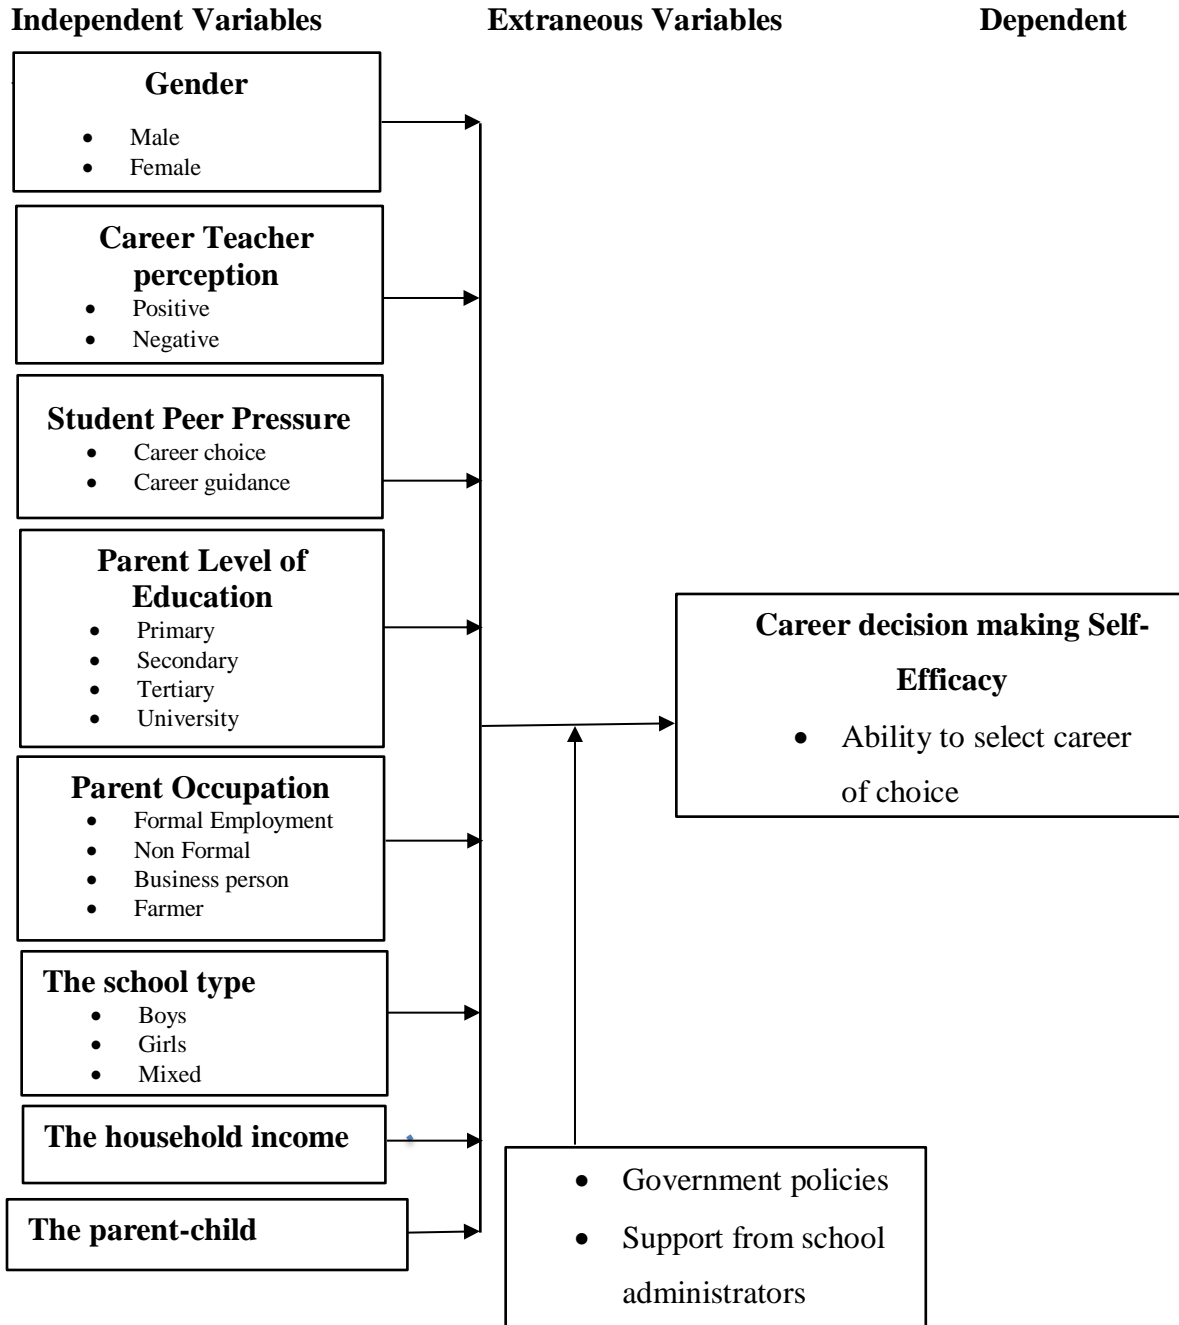 Independent Variables
Extraneous Variables
Dependent
Gender
• Male
• Female
Career Teacher
perception
• Positive
• Negative
Student Peer Pressure
• Career choice
• Career guidance
Parent Level of
Education
• Primary
• Secondary
• Tertiary
• University
Parent Occupation
• Formal Employment
• Non Formal
• Business person
• Farmer
The school type
• Boys
• Girls
• Mixed
The household income
The parent-child
Career decision making Self-
Efficacy
• Ability to select career
of choice
• Government policies
• Support from school
administrators